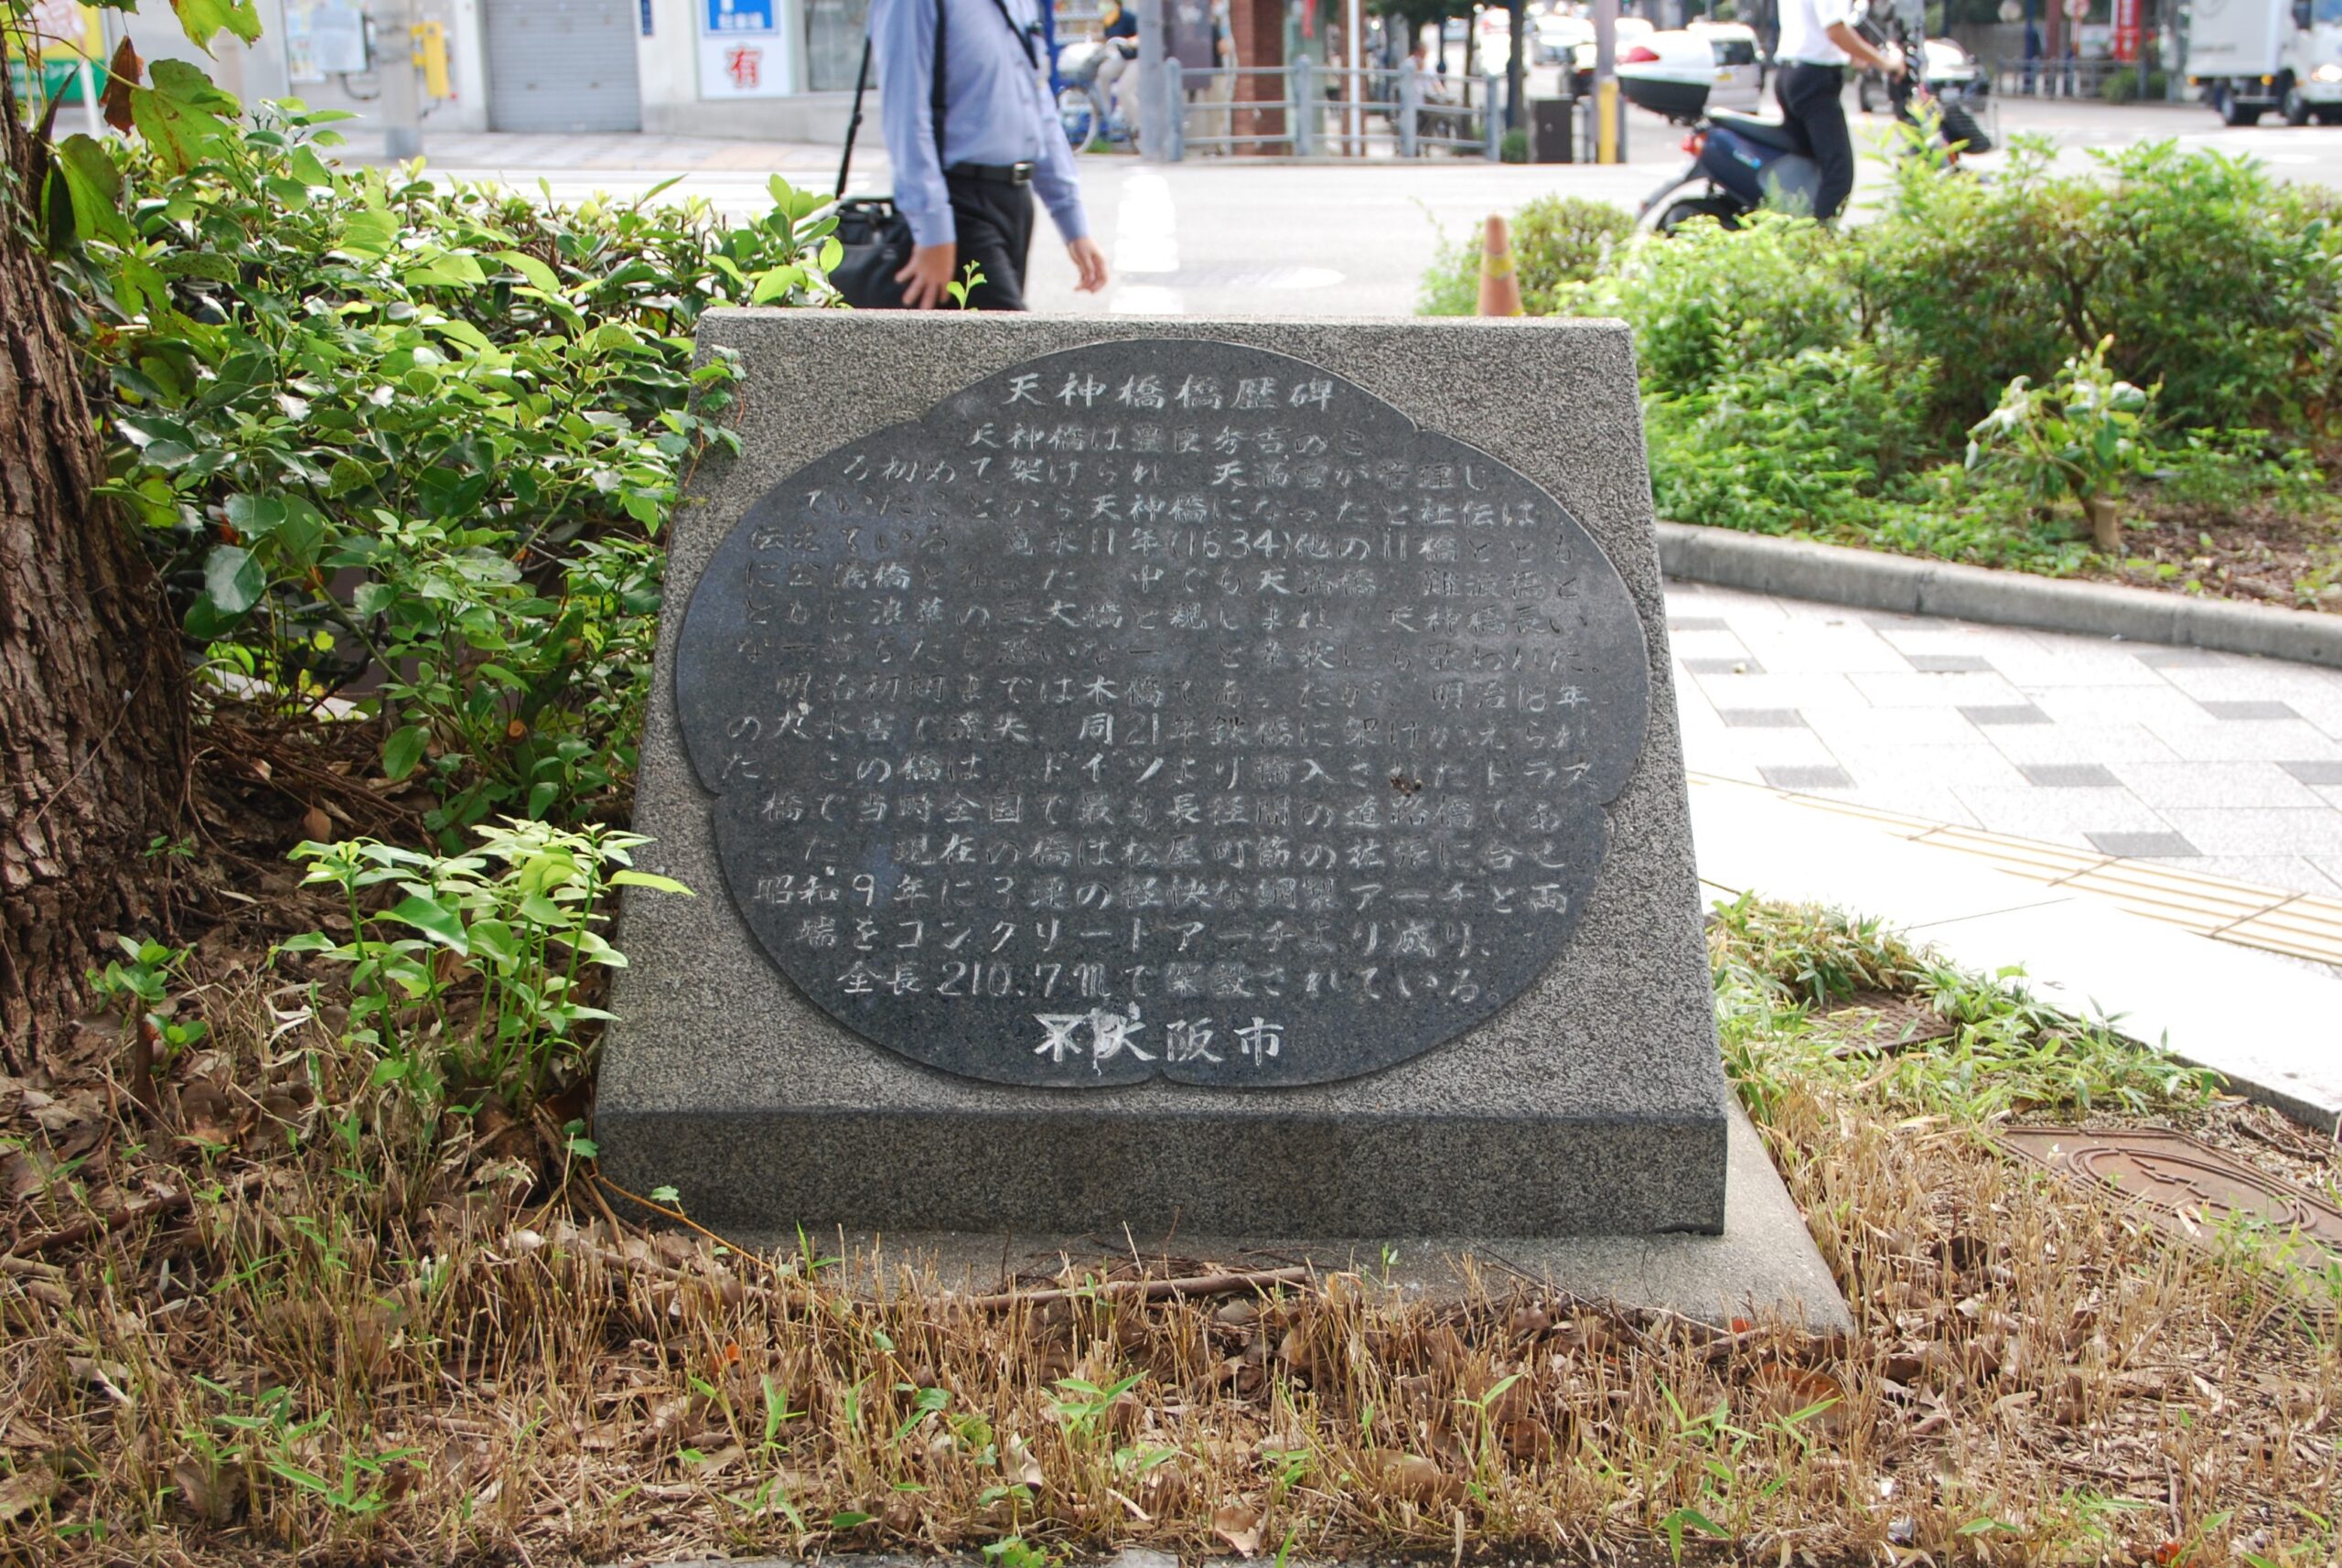 有
天神橋橋歴碑
天神橋は豊臣秀吉のこ
ろ初めて架けられ、天満宮が管理し
ていたことから天神橋になったと社伝は
伝えている。寛永11年(1634)他の11橋ととも
に公儀橋となった。中でも天満橋、難波橋と
ともに浪華の三大橋と親しまれ、天神橋長い
な一落ちたら恐いな一 と童歌にも歌われた。
明治初期までは木橋であったが、明治18年
の大水害で流失、同21年鉄橋に架けかえられ
た。この橋は、ドイツより輸入されたトラス
橋で当時全国で最も長径間の道路橋であ
った。現在の橋は松屋町筋の拡張に合せ、
昭和9年に3連の軽快な鋼製アーチと両
端をコンクリートアーチより成り、
全長210.7mで架設されている。
大阪市